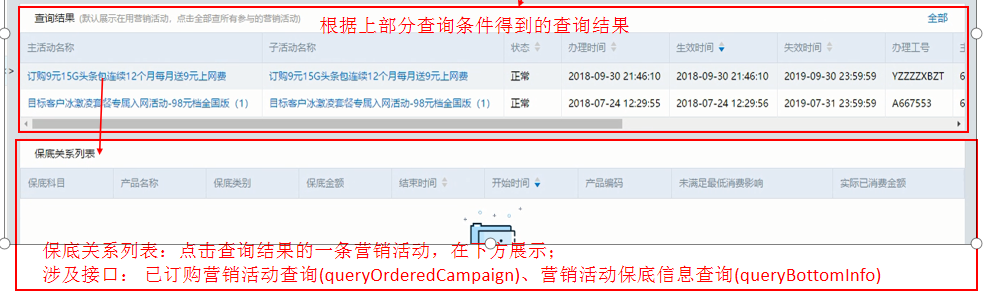 查询结果 (默认展示在用营销活动，点击全部查所有参与的营销活动) 根据上部分查询条件得到的查询结果 全部
主活动名称 子活动名称 状态 办理时间 生效时间 失效时间 办理工号 主
订购9元15G头条包连续12个月每月送9元上网费 订购9元15G头条包连续12个月每月送9元上网费 正常 2018-09-30 21:46:10 2018-09-30 21:46:10 2019-09-30 23:59:59 YZZZZXBZT 6
目标客户冰激凌套餐专属入网活动-98元档全国版（1） 目标客户冰激凌套餐专属入网活动-98元档全国版（1） 正常 2018-07-24 12:29:55 2018-07-24 12:29:56 2019-07-31 23:59:59 A667553 6
保底关系列表
保底科目 产品名称 保底类别 保底金额 结束时间 开始时间 产品编码 未满足最低消费影响 实际已消费金额
保底关系列表：点击查询结果的一条营销活动，在下方展示；
涉及接口： 已订购营销活动查询(queryOrderedCampaign)、营销活动保底信息查询(queryBottomInfo)